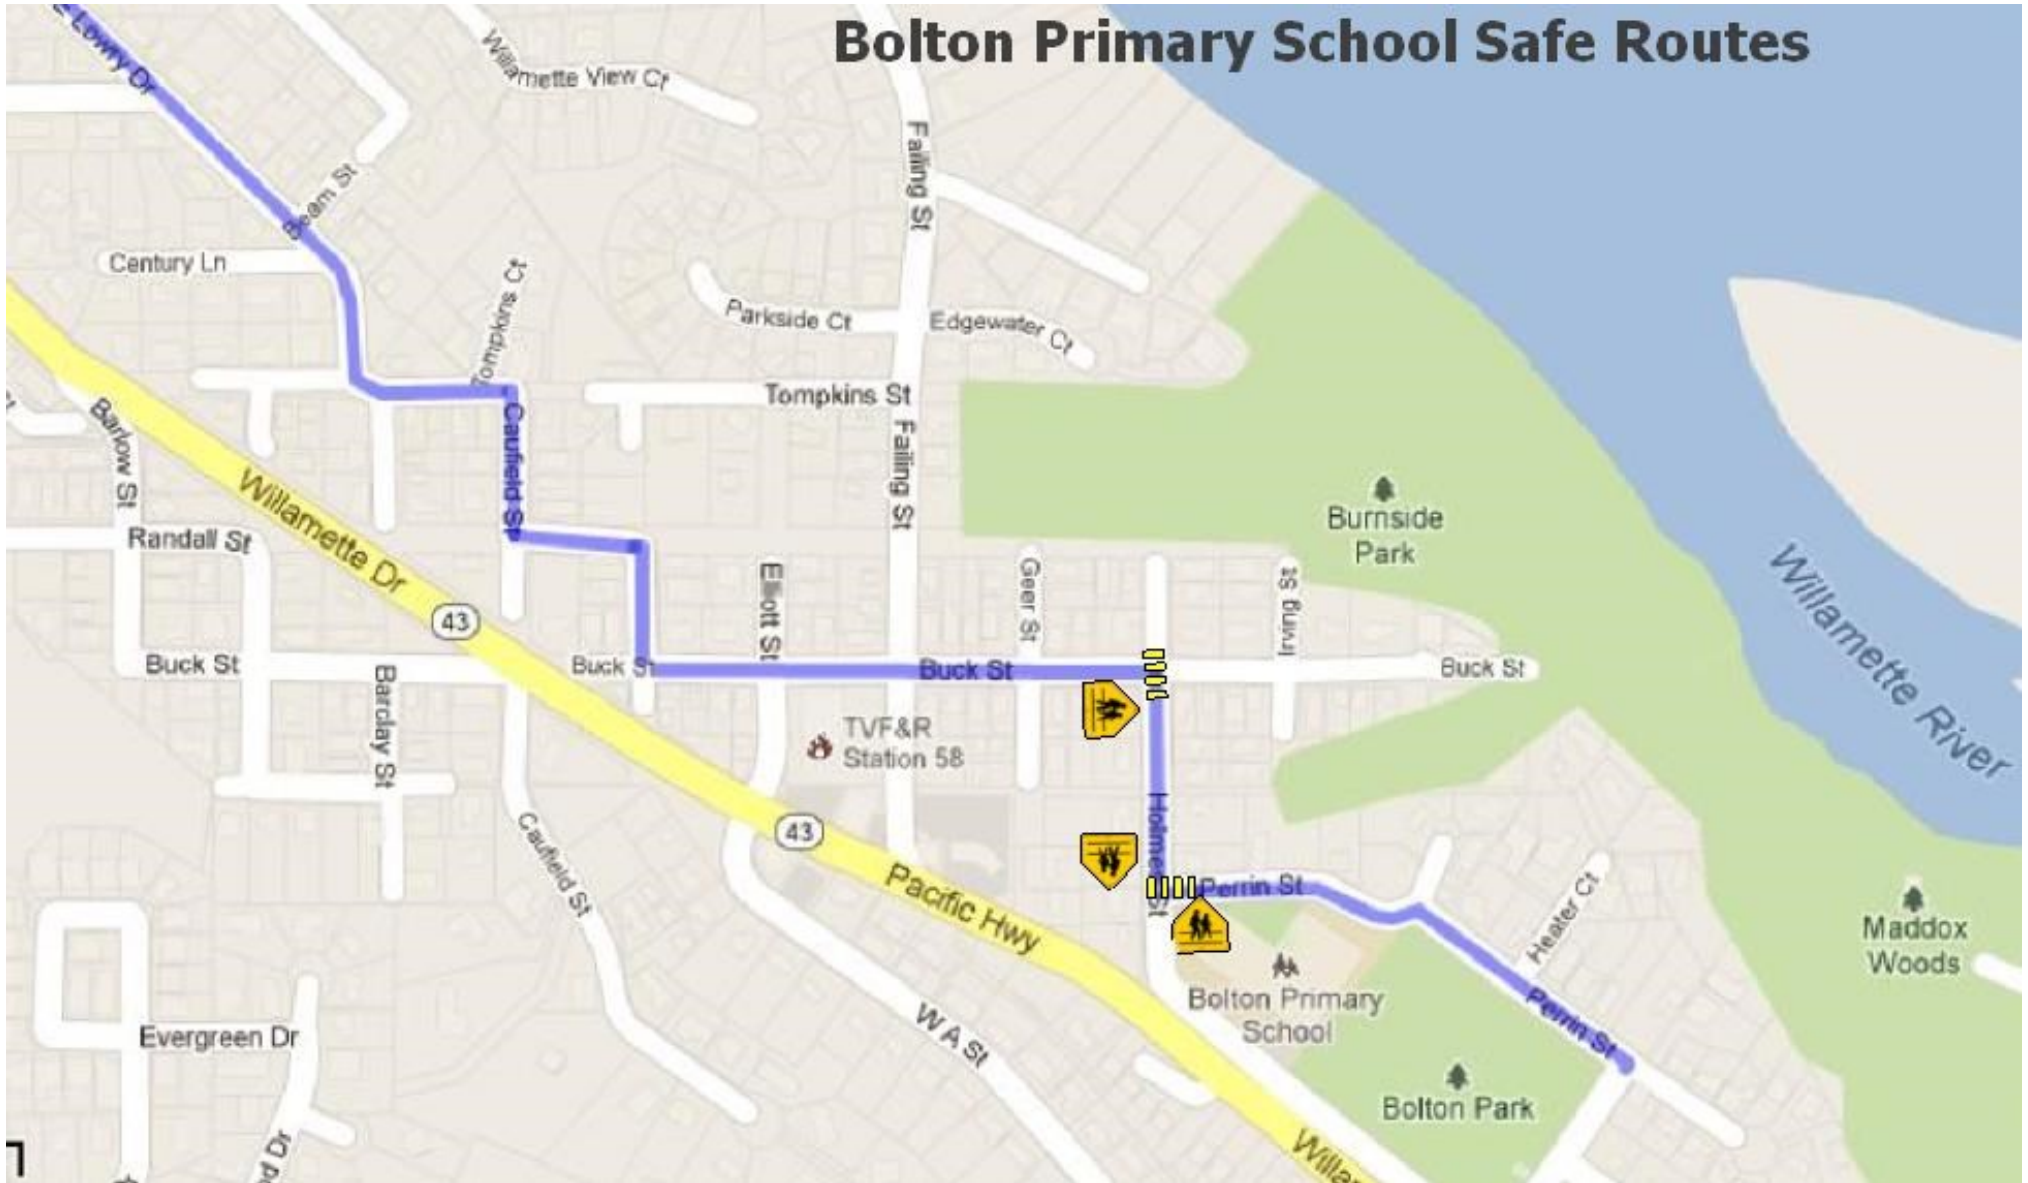 Bolton Primary School Safe Routes
E Lowry Dr
Willamette View Ct
Failing St
Beam St
Century Ln
Tompkins Ct
Parkside Ct
Edgewater Ct
Tompkins St
Barlow St
Caufield St
Failing St
Willamette Dr
Burnside
Park
Randall St
43
Elliott St
Geer St
Irving St
Willamette River
Buck St
Barclay St
Buck St
Buck St
Buck St
TVF&R
Station 58
Holmes St
43
Caufield St
Pacific Hwy
Perrin St
Heater Ct
Maddox
Woods
Bolton Primary
School
Perrin St
W A St
Evergreen Dr
Bolton Park
Willa